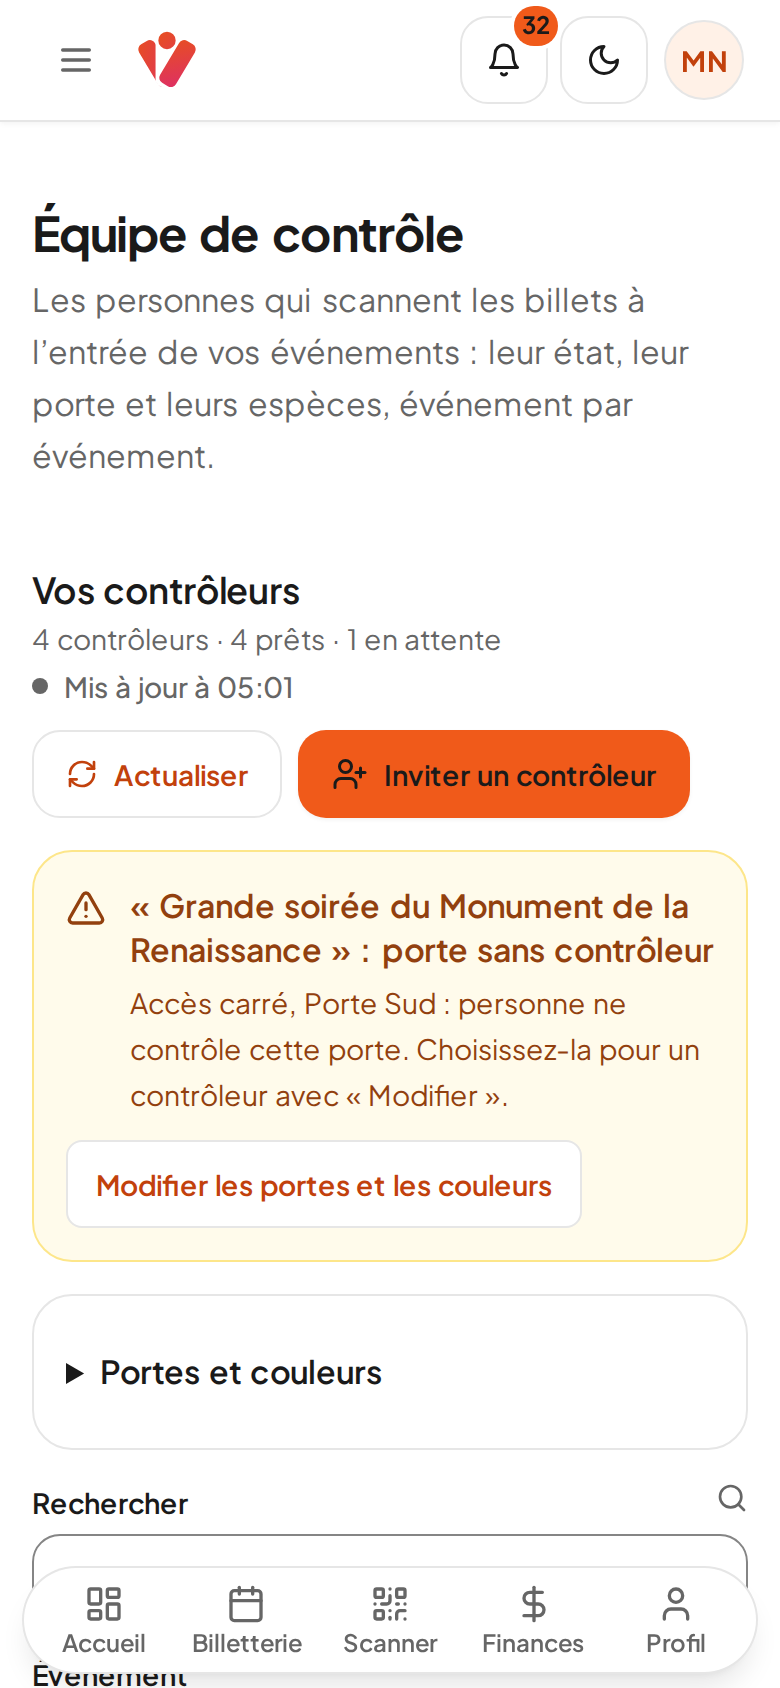 32
MN
Équipe de contrôle
Les personnes qui scannent les billets à
l’entrée de vos événements : leur état, leur
porte et leurs espèces, événement par
événement.
Vos contrôleurs
4 contrôleurs · 4 prêts · 1 en attente
Mis à jour à 05:01
Actualiser
Inviter un contrôleur
« Grande soirée du Monument de la
Renaissance » : porte sans contrôleur
Accès carré, Porte Sud : personne ne
contrôle cette porte. Choisissez-la pour un
contrôleur avec « Modifier ».
Modifier les portes et les couleurs
Portes et couleurs
Rechercher
Accueil
Billetterie
Scanner
Finances
Profil
Événement